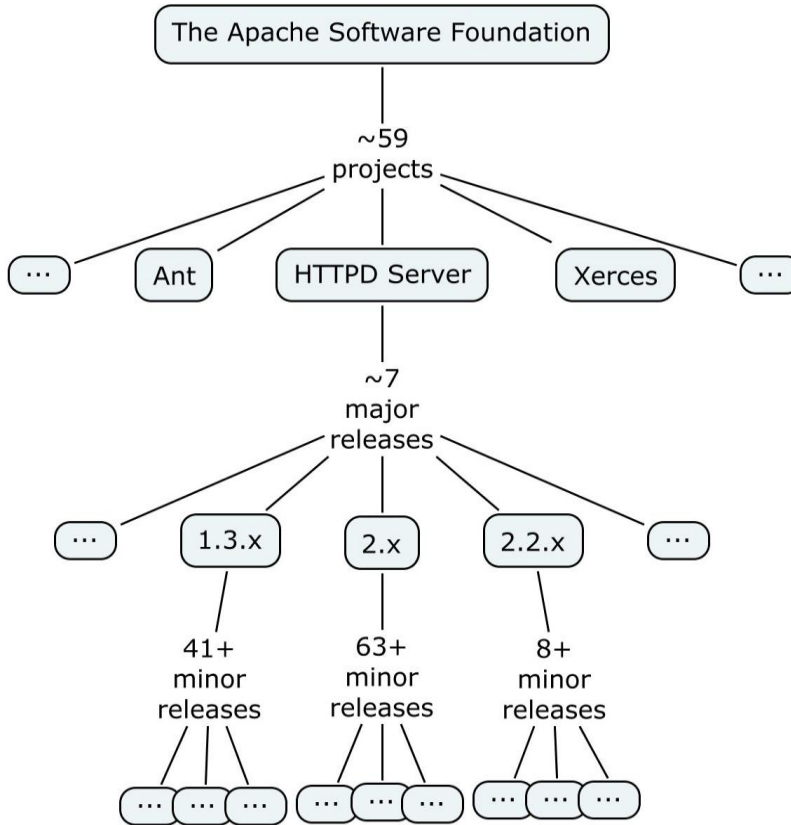 The Apache Software Foundation
~59
projects
...
Ant
HTTPD Server
Xerces
...
~7
major
releases
...
1.3.x
2.x
2.2.x
...
41+
minor
releases
63+
minor
releases
8+
minor
releases
...
...
...
...
...
...
...
...
...